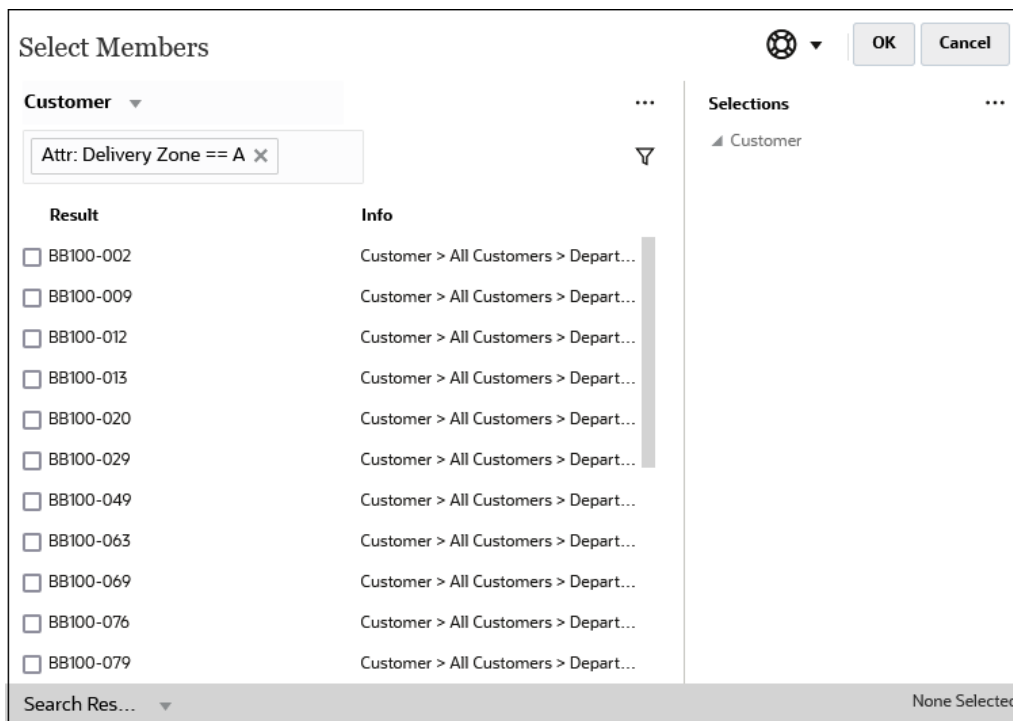 Select Members
OK
Cancel
Customer
Selections
Customer
Attr: Delivery Zone == A
Result Info
BB100-002 Customer > All Customers > Depart...
BB100-009 Customer > All Customers > Depart...
BB100-012 Customer > All Customers > Depart...
BB100-013 Customer > All Customers > Depart...
BB100-020 Customer > All Customers > Depart...
BB100-029 Customer > All Customers > Depart...
BB100-049 Customer > All Customers > Depart...
BB100-063 Customer > All Customers > Depart...
BB100-069 Customer > All Customers > Depart...
BB100-076 Customer > All Customers > Depart...
BB100-079 Customer > All Customers > Depart...
Search Res...
None Selected